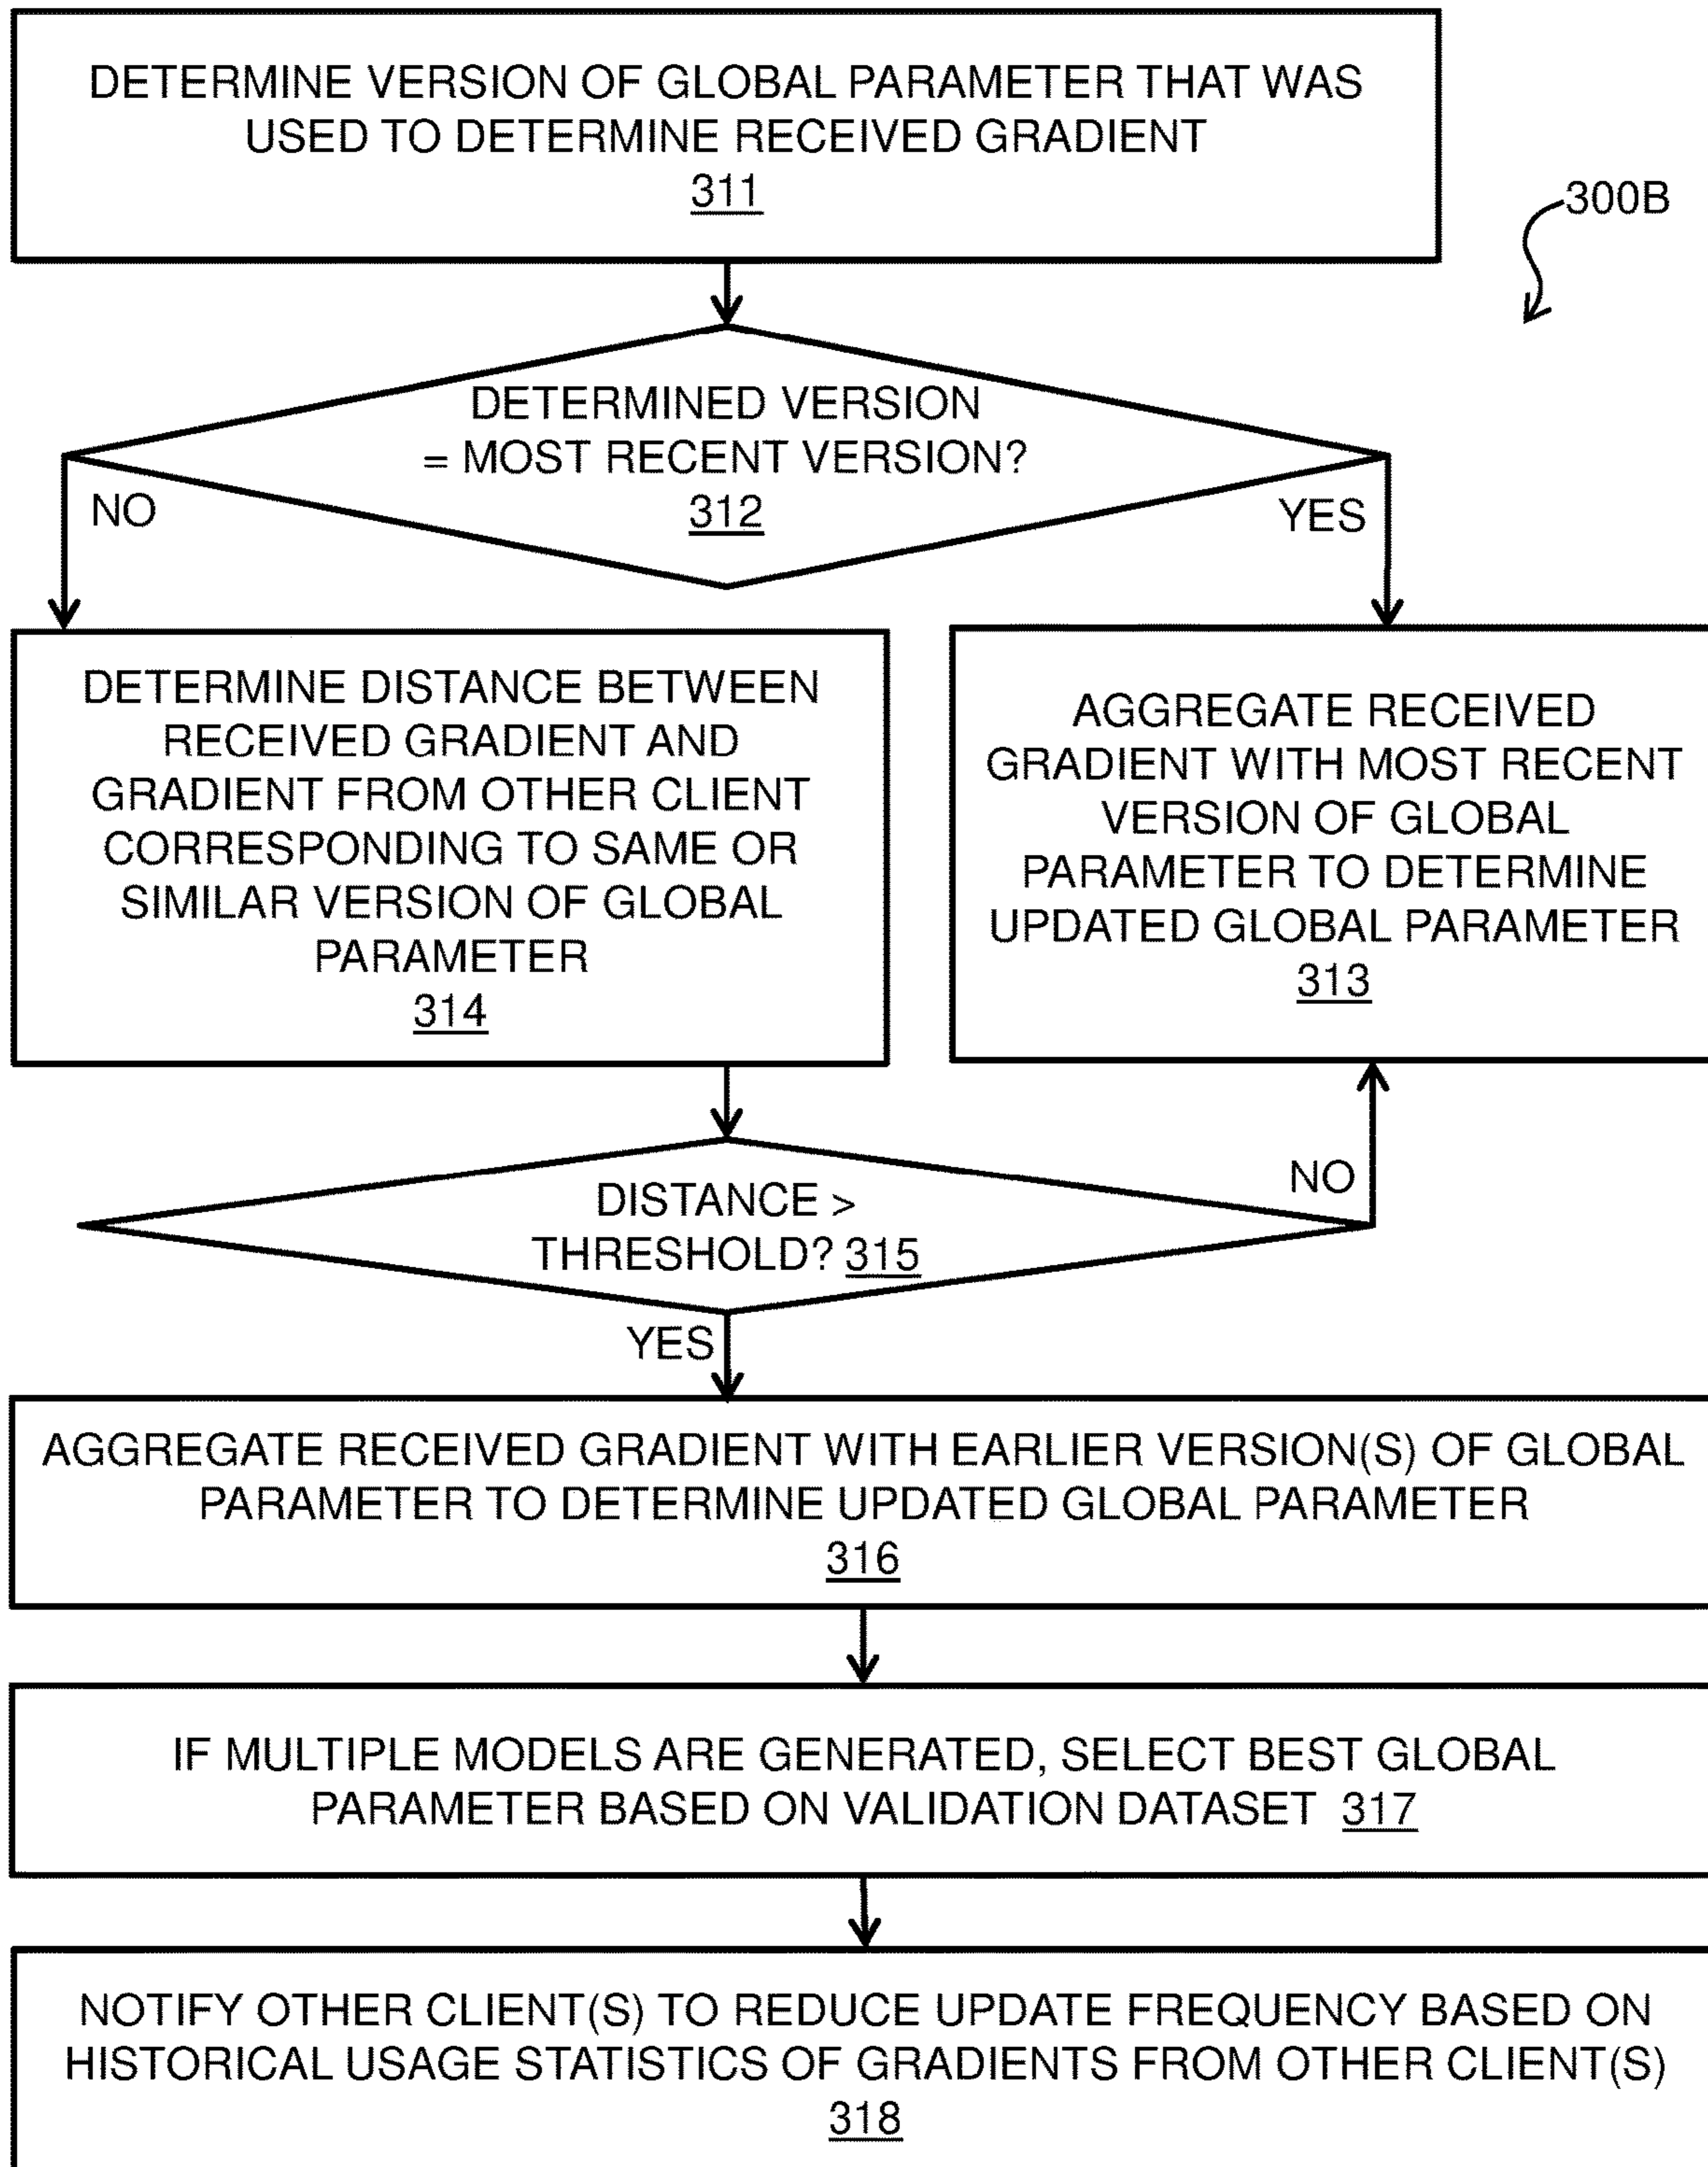 DETERMINE VERSION OF GLOBAL PARAMETER THAT WAS
USED TO DETERMINE RECEIVED GRADIENT
311
300B
DETERMINED VERSION
= MOST RECENT VERSION?
312
NO
YES
DETERMINE DISTANCE BETWEEN
RECEIVED GRADIENT AND
GRADIENT FROM OTHER CLIENT
CORRESPONDING TO SAME OR
SIMILAR VERSION OF GLOBAL
PARAMETER
314
AGGREGATE RECEIVED
GRADIENT WITH MOST RECENT
VERSION OF GLOBAL
PARAMETER TO DETERMINE
UPDATED GLOBAL PARAMETER
313
DISTANCE >
THRESHOLD? 315
NO
YES
AGGREGATE RECEIVED GRADIENT WITH EARLIER VERSION(S) OF GLOBAL
PARAMETER TO DETERMINE UPDATED GLOBAL PARAMETER
316
IF MULTIPLE MODELS ARE GENERATED, SELECT BEST GLOBAL
PARAMETER BASED ON VALIDATION DATASET 317
NOTIFY OTHER CLIENT(S) TO REDUCE UPDATE FREQUENCY BASED ON
HISTORICAL USAGE STATISTICS OF GRADIENTS FROM OTHER CLIENT(S)
318